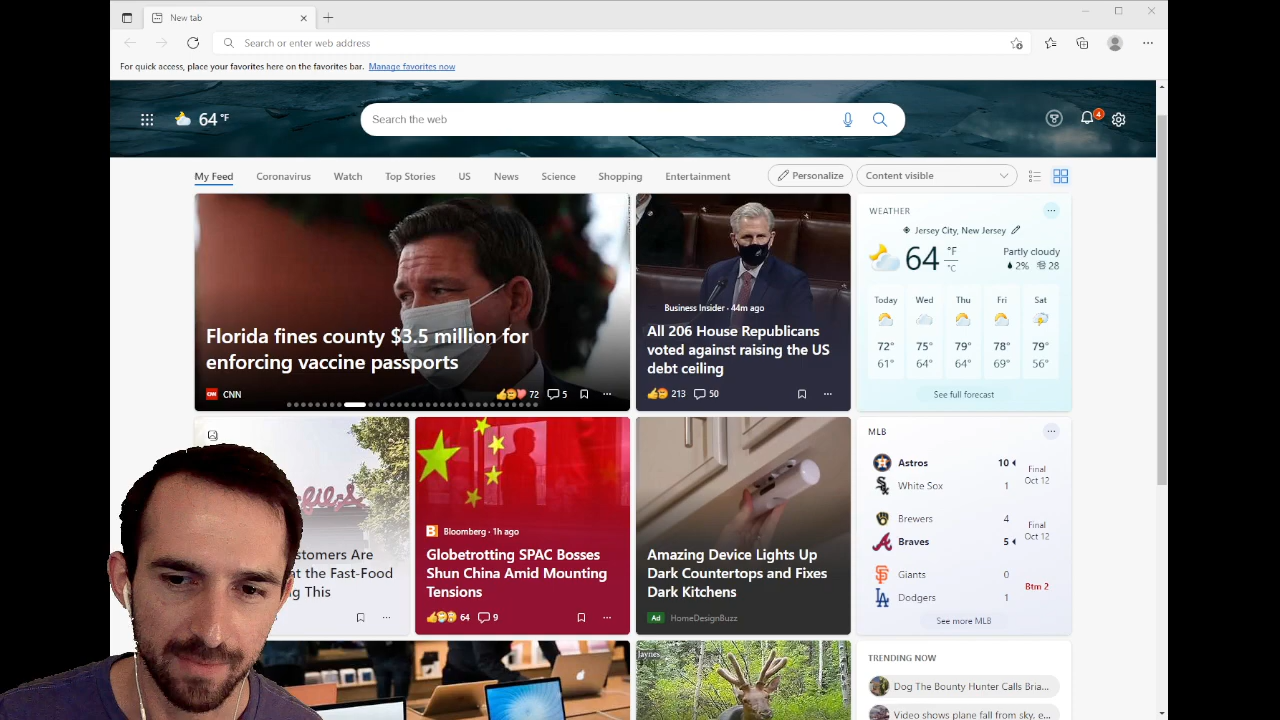 New tab
Search or enter web address
For quick access, place your favorites here on the favorites bar. Manage favorites now
64 °F
Search the web
4
My Feed Coronavirus Watch Top Stories US News Science Shopping Entertainment
Personalize
Content visible
Florida fines county $3.5 million for
enforcing vaccine passports
CNN
CNN
72
5
Business Insider · 44m ago
All 206 House Republicans
voted against raising the US
debt ceiling
213
50
WEATHER
Jersey City, New Jersey
64 °F
°C
Partly cloudy
2% 28
Today Wed Thu Fri Sat
72° 75° 79° 78° 79°
61° 64° 64° 69° 56°
See full forecast
stomers Are
t the Fast-Food
g This
Bloomberg · 1h ago
Globetrotting SPAC Bosses
Shun China Amid Mounting
Tensions
64
9
Amazing Device Lights Up
Dark Countertops and Fixes
Dark Kitchens
Ad HomeDesignBuzz
MLB
Astros 10
White Sox 1
Final
Oct 12
Brewers 4
Braves 5
Final
Oct 12
Giants 0
Dodgers 1
Btm 2
See more MLB
Jaynes
TRENDING NOW
Dog The Bounty Hunter Calls Bria...
Video shows plane fall from sky, e...